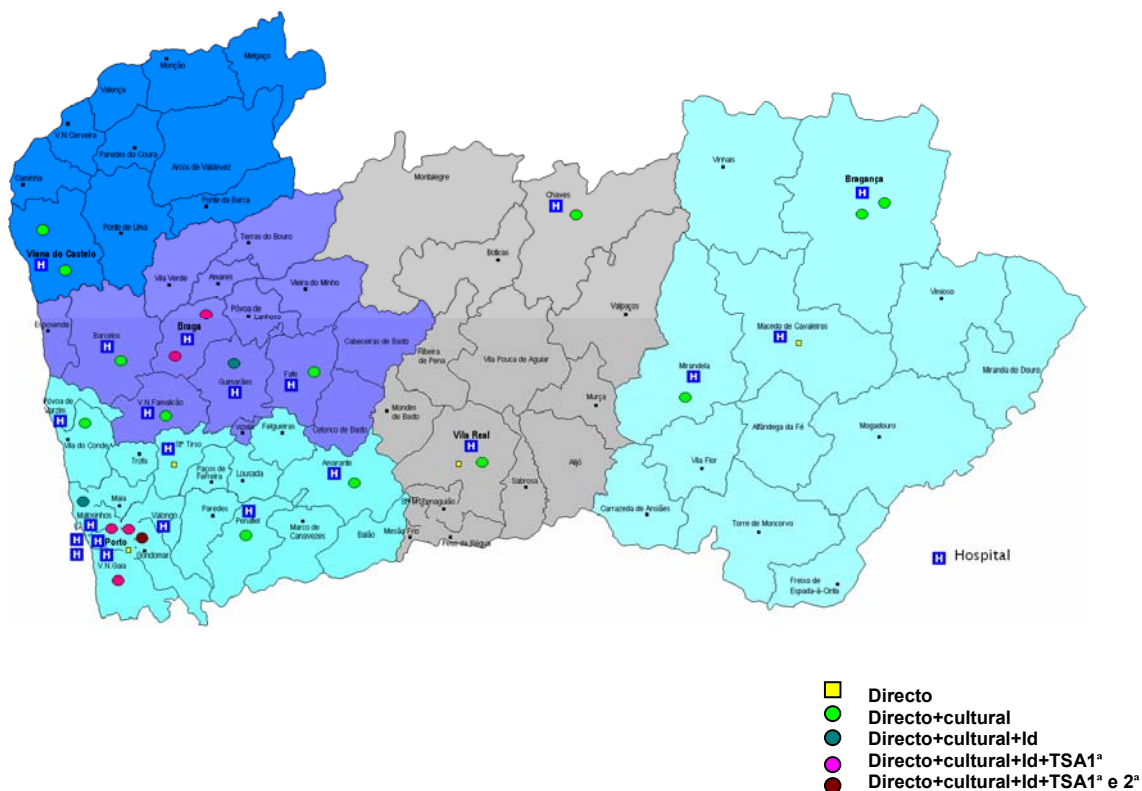 Melgaço
Monção
Valença
V.N.Cerveira
Paredes do Coura
Arcos de Valdevez
Caminha
Ponte da Barca
Ponte de Lima
Viana do Castelo
H
Terras do Bouro
Vila Verde
Amares
Vieira do Minho
Póvoa de
Lanhoso
Braga
H
Esposende
Barcelos
H
Guimarães
H
Fafe
H
Cabeceiras de Basto
V.N.Famalicão
H
Vizela
Celorico de Basto
Montalegre
Chaves
H
Boticas
Valpaços
Ribeira
de Pena
Vila Pouca de Aguiar
Mondim
de Basto
Murça
Vila Real
H
Alijó
Sabrosa
Mesão Frio
Peso da Régua
Vinhais
Bragança
H
Vimioso
Macedo de Cavaleiros
H
Mirandela
H
Miranda do Douro
Alfândega da Fé
Mogadouro
Vila Flor
Carrazeda de Ansiães
Torre de Moncorvo
Freixa de
Espada-à-Cinta
Póvoa de
Varzim
H
Vila do Conde
Stº Tirso
H
Trofa
Felgueiras
Paços de
Ferreira
Lousada
Amarante
H
Maia
Matosinhos
H
Valongo
H
Paredes
H
Penafiel
Marco de
Canavezes
Baião
H
H
Porto
H
H
Gondomar
V.N.Gaia
H Hospital
Directo
Directo+cultural
Directo+cultural+Id
Directo+cultural+Id+TSA1ª
Directo+cultural+Id+TSA1ª e 2ª